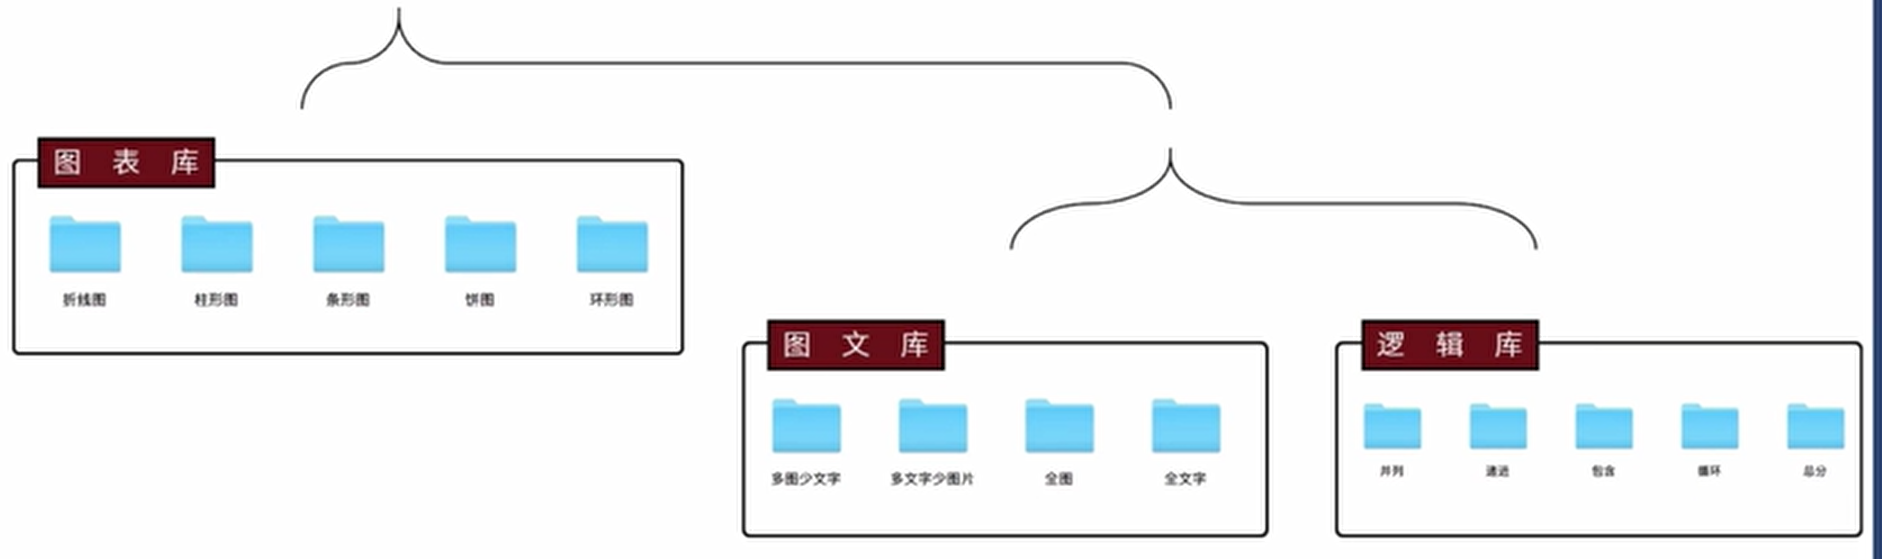 图 表 库
折线图
柱形图
条形图
饼图
环形图
图 文 库
多图少文字
多文字少图片
全图
全文字
逻 辑 库
并列
递进
包含
循环
总分